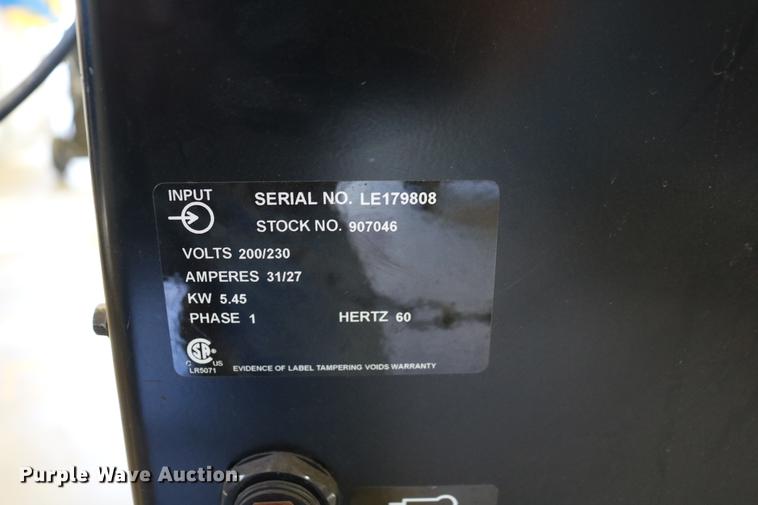 INPUT
SERIAL NO. LE179808
STOCK NO. 907046
VOLTS 200/230
AMPERES 31/27
KW 5.45
PHASE 1 HERTZ 60
SA®
C US
LR5071
EVIDENCE OF LABEL TAMPERING VOIDS WARRANTY
Purple Wave Auction